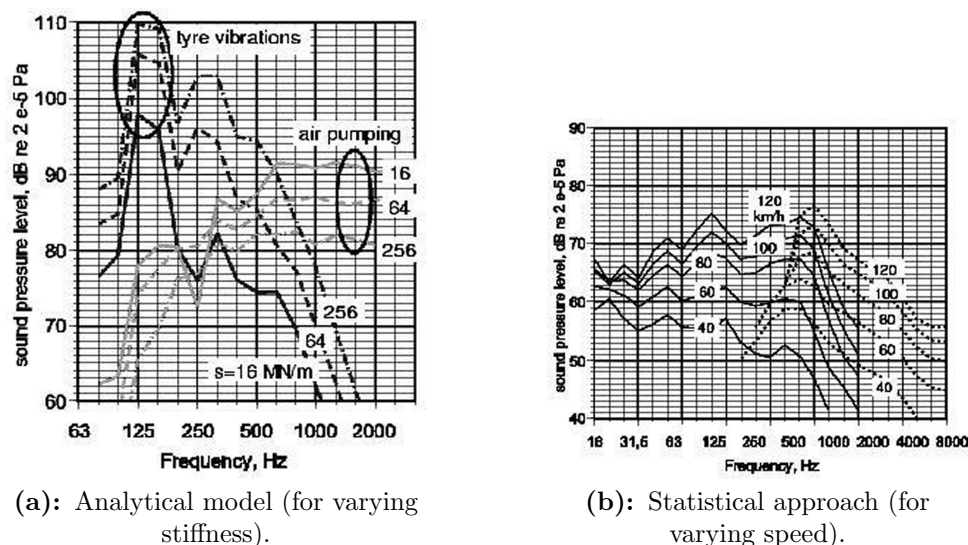 110
tyre vibrations
100
air pumping
90
16
64
80
256
70
256
64
s=16 MN/m
60
63 125 250 500 1000 2000
Frequency, Hz
sound pressure level, dB re 2 e-5 Pa
(a): Analytical model (for varying
stiffness).
90
80
120
km/h
70
100
80
120
100
60
60
80
40
60
50
40
40
16 31,5 63 125 250 500 1000 2000 4000 8000
Frequency, Hz
sound pressure level, dB re 2 e-5 Pa
(b): Statistical approach (for
varying speed).